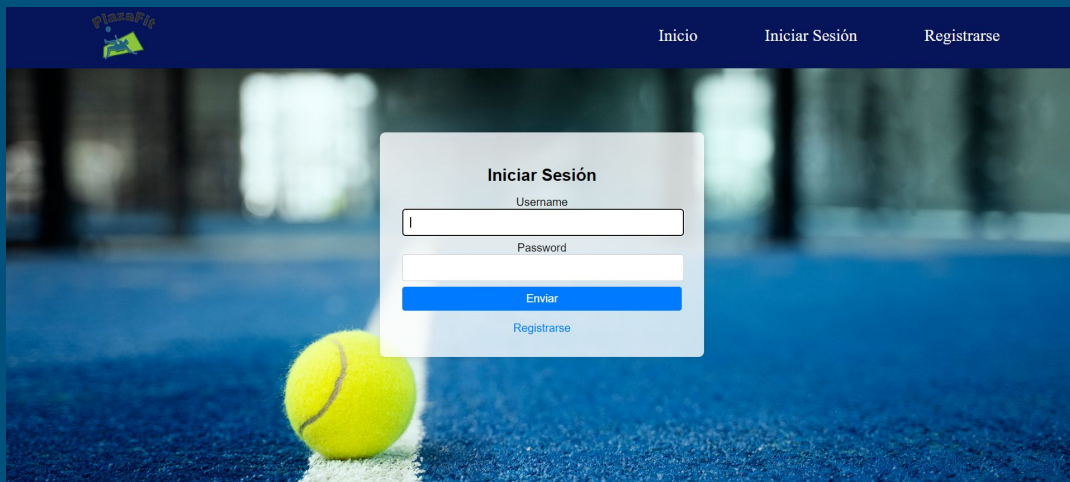 PlazaFit
Inicio
Iniciar Sesión
Registrarse
Iniciar Sesión
Username
Password
Enviar
Registrarse